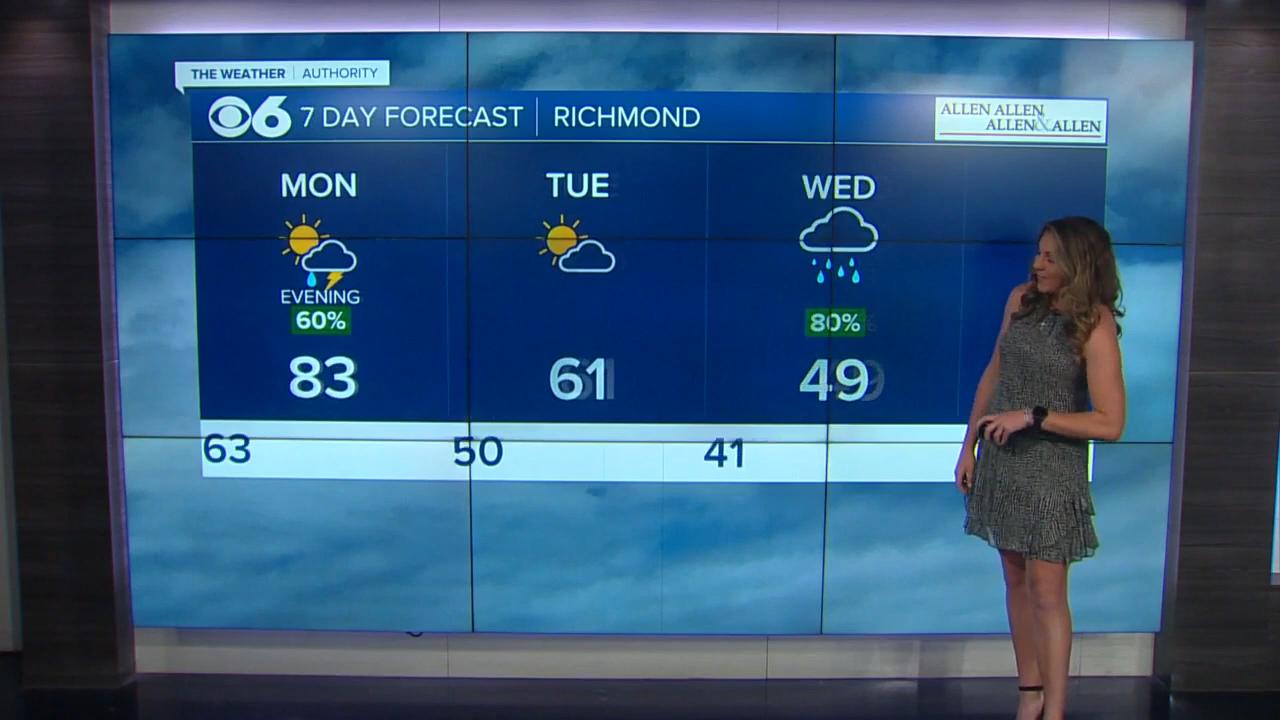 THE WEATHER AUTHORITY
6 7 DAY FORECAST RICHMOND
ALLEN ALLEN
ALLEN & ALLEN
MON TUE WED
EVENING
60% 80%
83 61 49
63 50 41